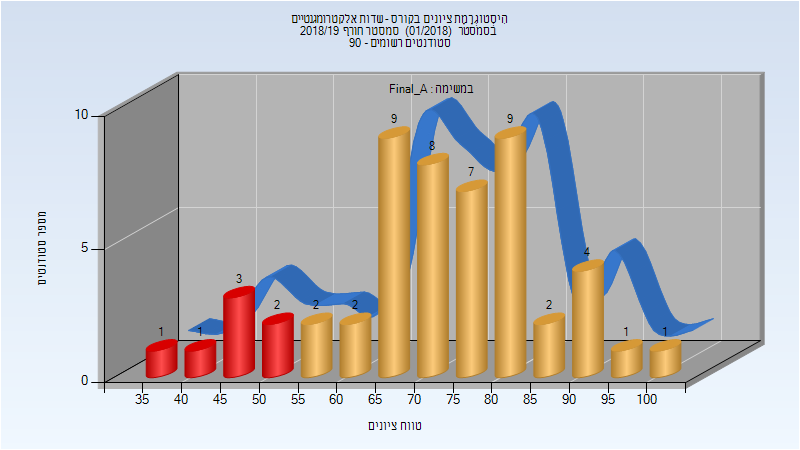 היסטוגרמת ציונים בקורס - שדות אלקטרומגנטיים
בסמסטר (01/2018) סמסטר חורף 2018/19
סטודנטים רשומים - 90
במשימה : Final_A
מספר סטודנטים
10
5
0
1
1
3
2
2
2
9
8
7
9
2
4
1
1
35 40 45 50 55 60 65 70 75 80 85 90 95 100
טווח ציונים